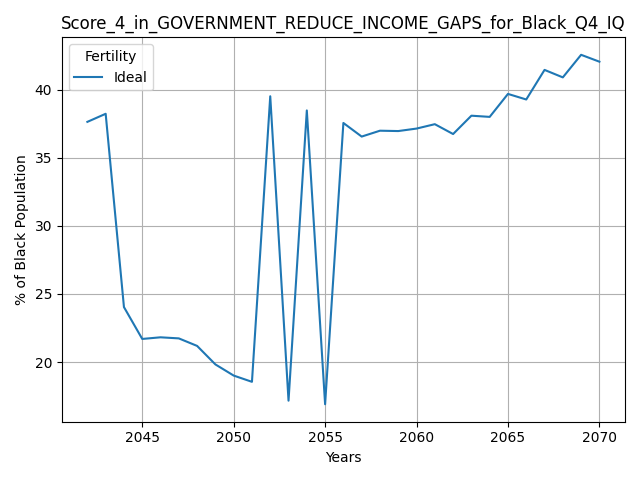 Score_4_in_GOVERNMENT_REDUCE_INCOME_GAPS_for_Black_Q4_IQ
Fertility
Ideal
% of Black Population
40
35
30
25
20
2045 2050 2055 2060 2065 2070
Years